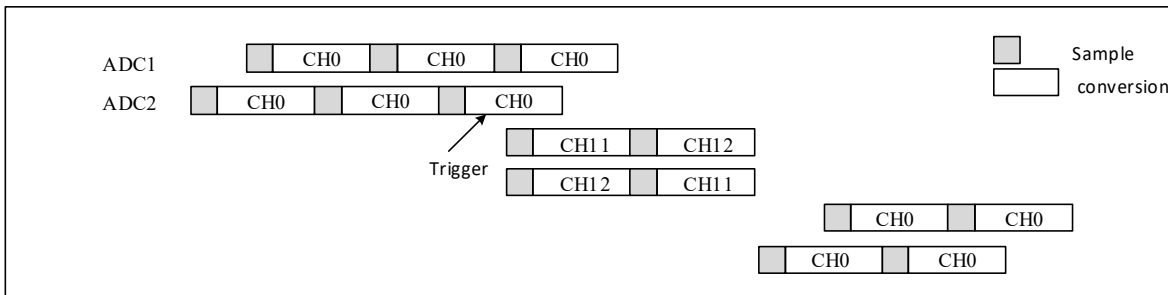 ADC1 CH0 CH0 CH0 Sample
ADC2 CH0 CH0 CH0 conversion
CH11 CH12
Trigger
CH12 CH11
CH0 CH0
CH0 CH0